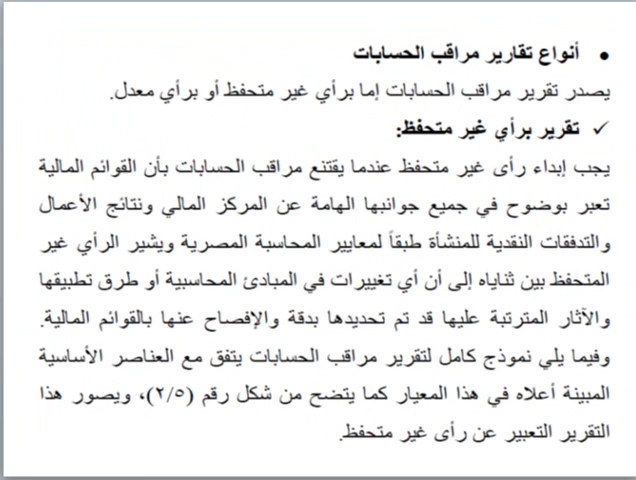 • أنواع تقارير مراقب الحسابات
يصدر تقرير مراقب الحسابات إما برأي غير متحفظ أو برأي معدل.
✓ تقرير برأي غير متحفظ:
يجب إبداء رأى غير متحفظ عندما يقتنع مراقب الحسابات بأن القوائم المالية
تعبر بوضوح في جميع جوانبها الهامة عن المركز المالي ونتائج الأعمال
والتدفقات النقدية للمنشأة طبقاً لمعايير المحاسبة المصرية ويشير الرأي غير
المتحفظ بين ثناياه إلى أن أي تغييرات في المبادئ المحاسبية أو طرق تطبيقها
والآثار المترتبة عليها قد تم تحديدها بدقة والإفصاح عنها بالقوائم المالية.
وفيما يلي نموذج كامل لتقرير مراقب الحسابات يتفق مع العناصر الأساسية
المبينة أعلاه في هذا المعيار كما يتضح من شكل رقم (٢/٥)، ويصور هذا
التقرير التعبير عن رأى غير متحفظ.